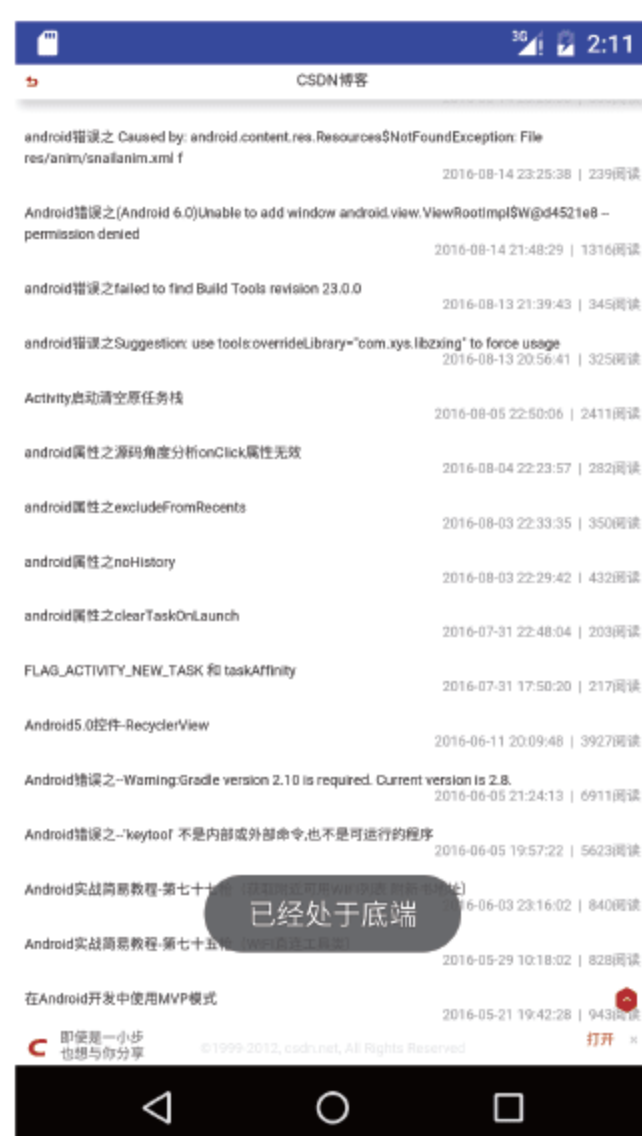 3G 2:11
CSDN博客
android错误之 Caused by: android.content.res.Resources$NotFoundException: File
res/anim/snailanim.xml f
2016-08-14 23:25:38 | 239阅读
Android错误之(Android 6.0)Unable to add window android.view.ViewRootImpl$W@d4521e8 --
permission denied
2016-08-14 21:48:29 | 1316阅读
android错误之failed to find Build Tools revision 23.0.0
2016-08-13 21:39:43 | 345阅读
android错误之Suggestion: use tools:overrideLibrary="com.xys.libzxing" to force usage
2016-08-13 20:56:41 | 325阅读
Activity启动清空原任务栈
2016-08-05 22:50:06 | 2411阅读
android属性之源码角度分析onClick属性无效
2016-08-04 22:23:57 | 282阅读
android属性之excludeFromRecents
2016-08-03 22:33:35 | 350阅读
android属性之noHistory
2016-08-03 22:29:42 | 432阅读
android属性之clearTaskOnLaunch
2016-07-31 22:48:04 | 203阅读
FLAG_ACTIVITY_NEW_TASK 和 taskAffinity
2016-07-31 17:50:20 | 217阅读
Android5.0控件-RecyclerView
2016-06-11 20:09:48 | 3927阅读
Android错误之--Warning:Gradle version 2.10 is required. Current version is 2.8.
2016-06-05 21:24:13 | 6911阅读
Android错误之--'keytool' 不是内部或外部命令,也不是可运行的程序
2016-06-05 19:57:22 | 5623阅读
Android实战简易教程-第七十
已经处于底端
16-06-03 23:16:02 | 840阅读
Android实战简易教程-第七十五
2016-05-29 10:18:02 | 828阅读
在Android开发中使用MVP模式
2016-05-21 19:42:28 | 943阅读
即使是一小步
也想与你分享
©1999-2012, csdn.net, All Rights Reserved
打开 ×